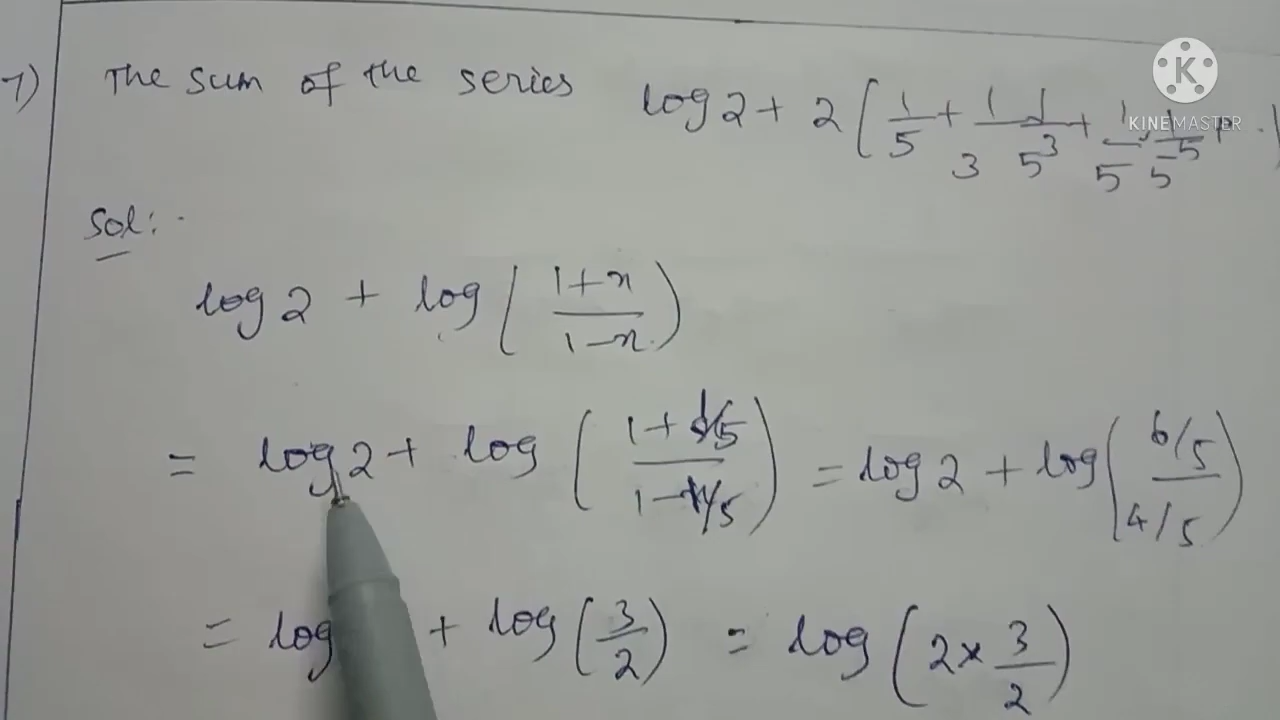 7) The sum of the series log 2 + 2 [ 1/5 + 1/3 1/5^3 + 1/5 . 1/5^5 + . )
K
KINEMASTER
Sol:
log 2 + log ( (1+x)/(1-x) )
= log 2 + log ( (1+1/5)/(1-1/5) ) = log 2 + log ( (6/5)/(4/5) )
= log + log ( 3/2 ) = log ( 2 × 3/2 )